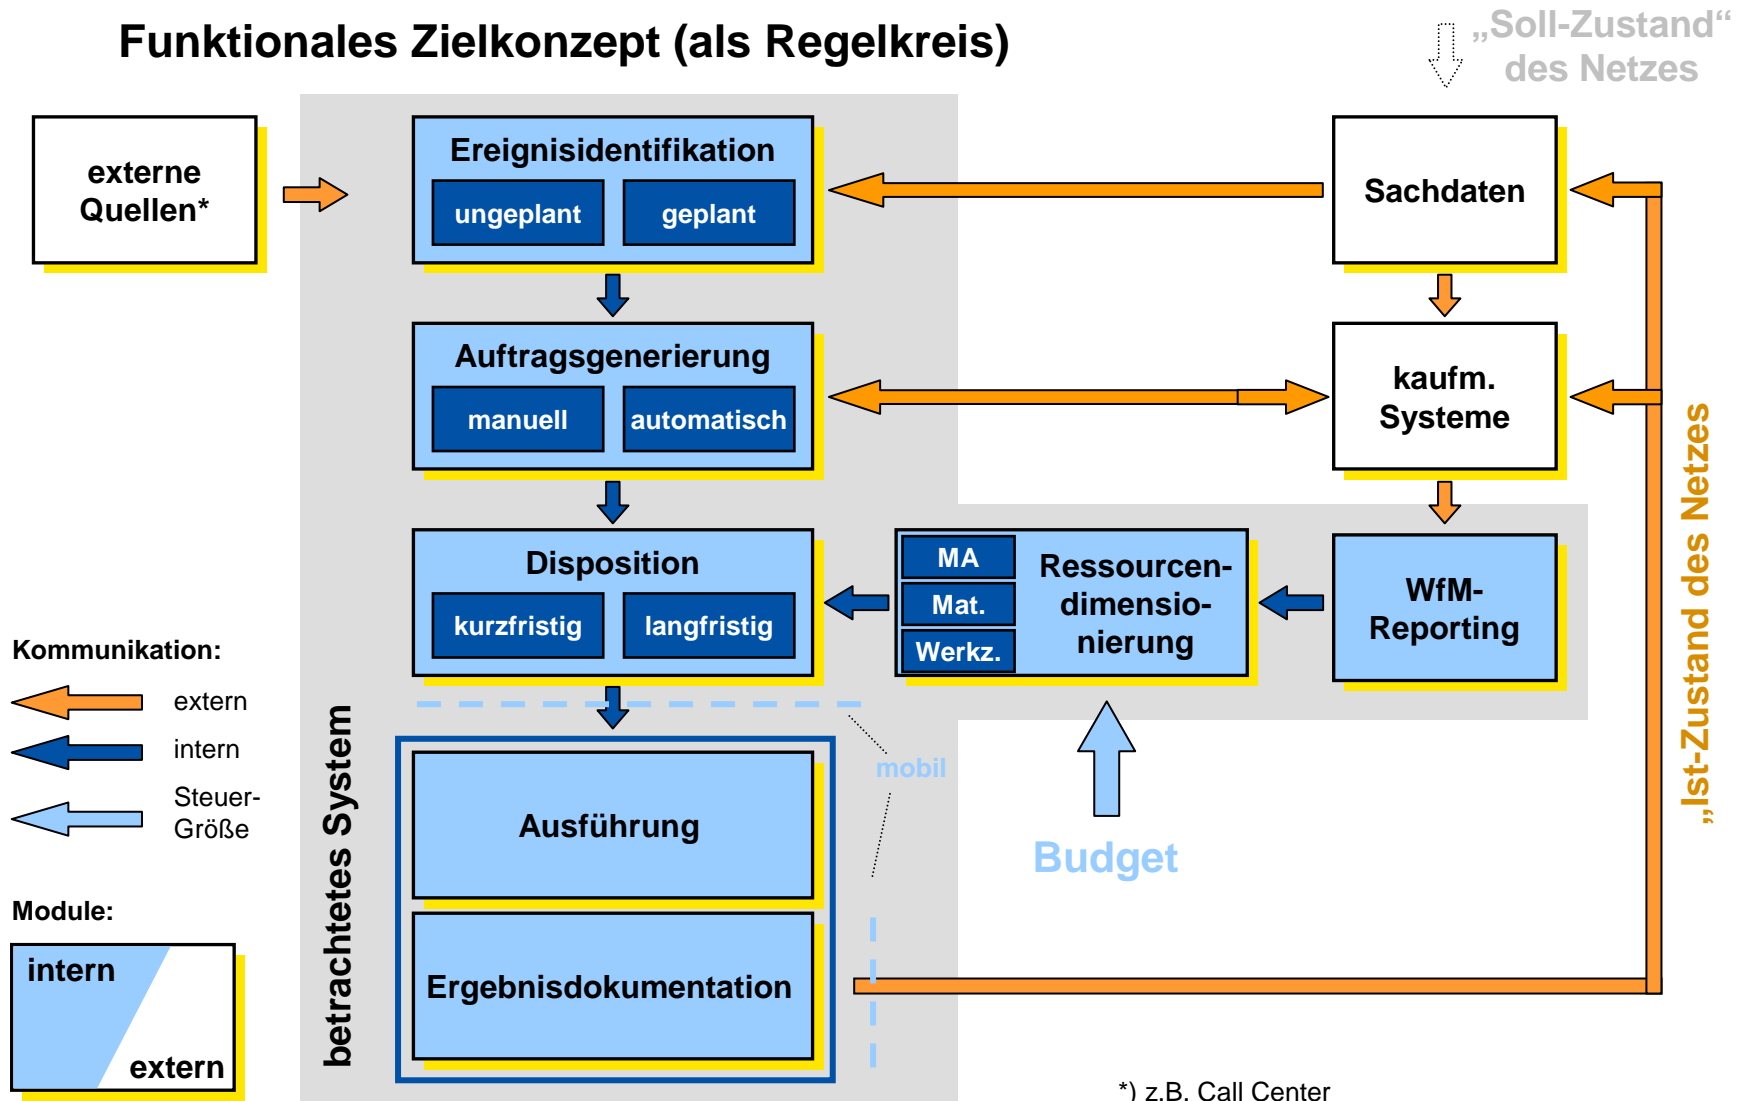 Funktionales Zielkonzept (als Regelkreis)
„Soll-Zustand“
des Netzes
externe
Quellen*
Ereignisidentifikation
ungeplant
geplant
Sachdaten
Auftragsgenerierung
manuell
automatisch
kaufm.
Systeme
Disposition
kurzfristig
langfristig
MA
Mat.
Werkz.
Ressourcen-
dimensio-
nierung
WfM-
Reporting
„Ist-Zustand des Netzes
Kommunikation:
extern
intern
Steuer-
Größe
betrachtetes System
mobil
Ausführung
Budget
Ergebnisdokumentation
Module:
intern
extern
*) z.B. Call Center